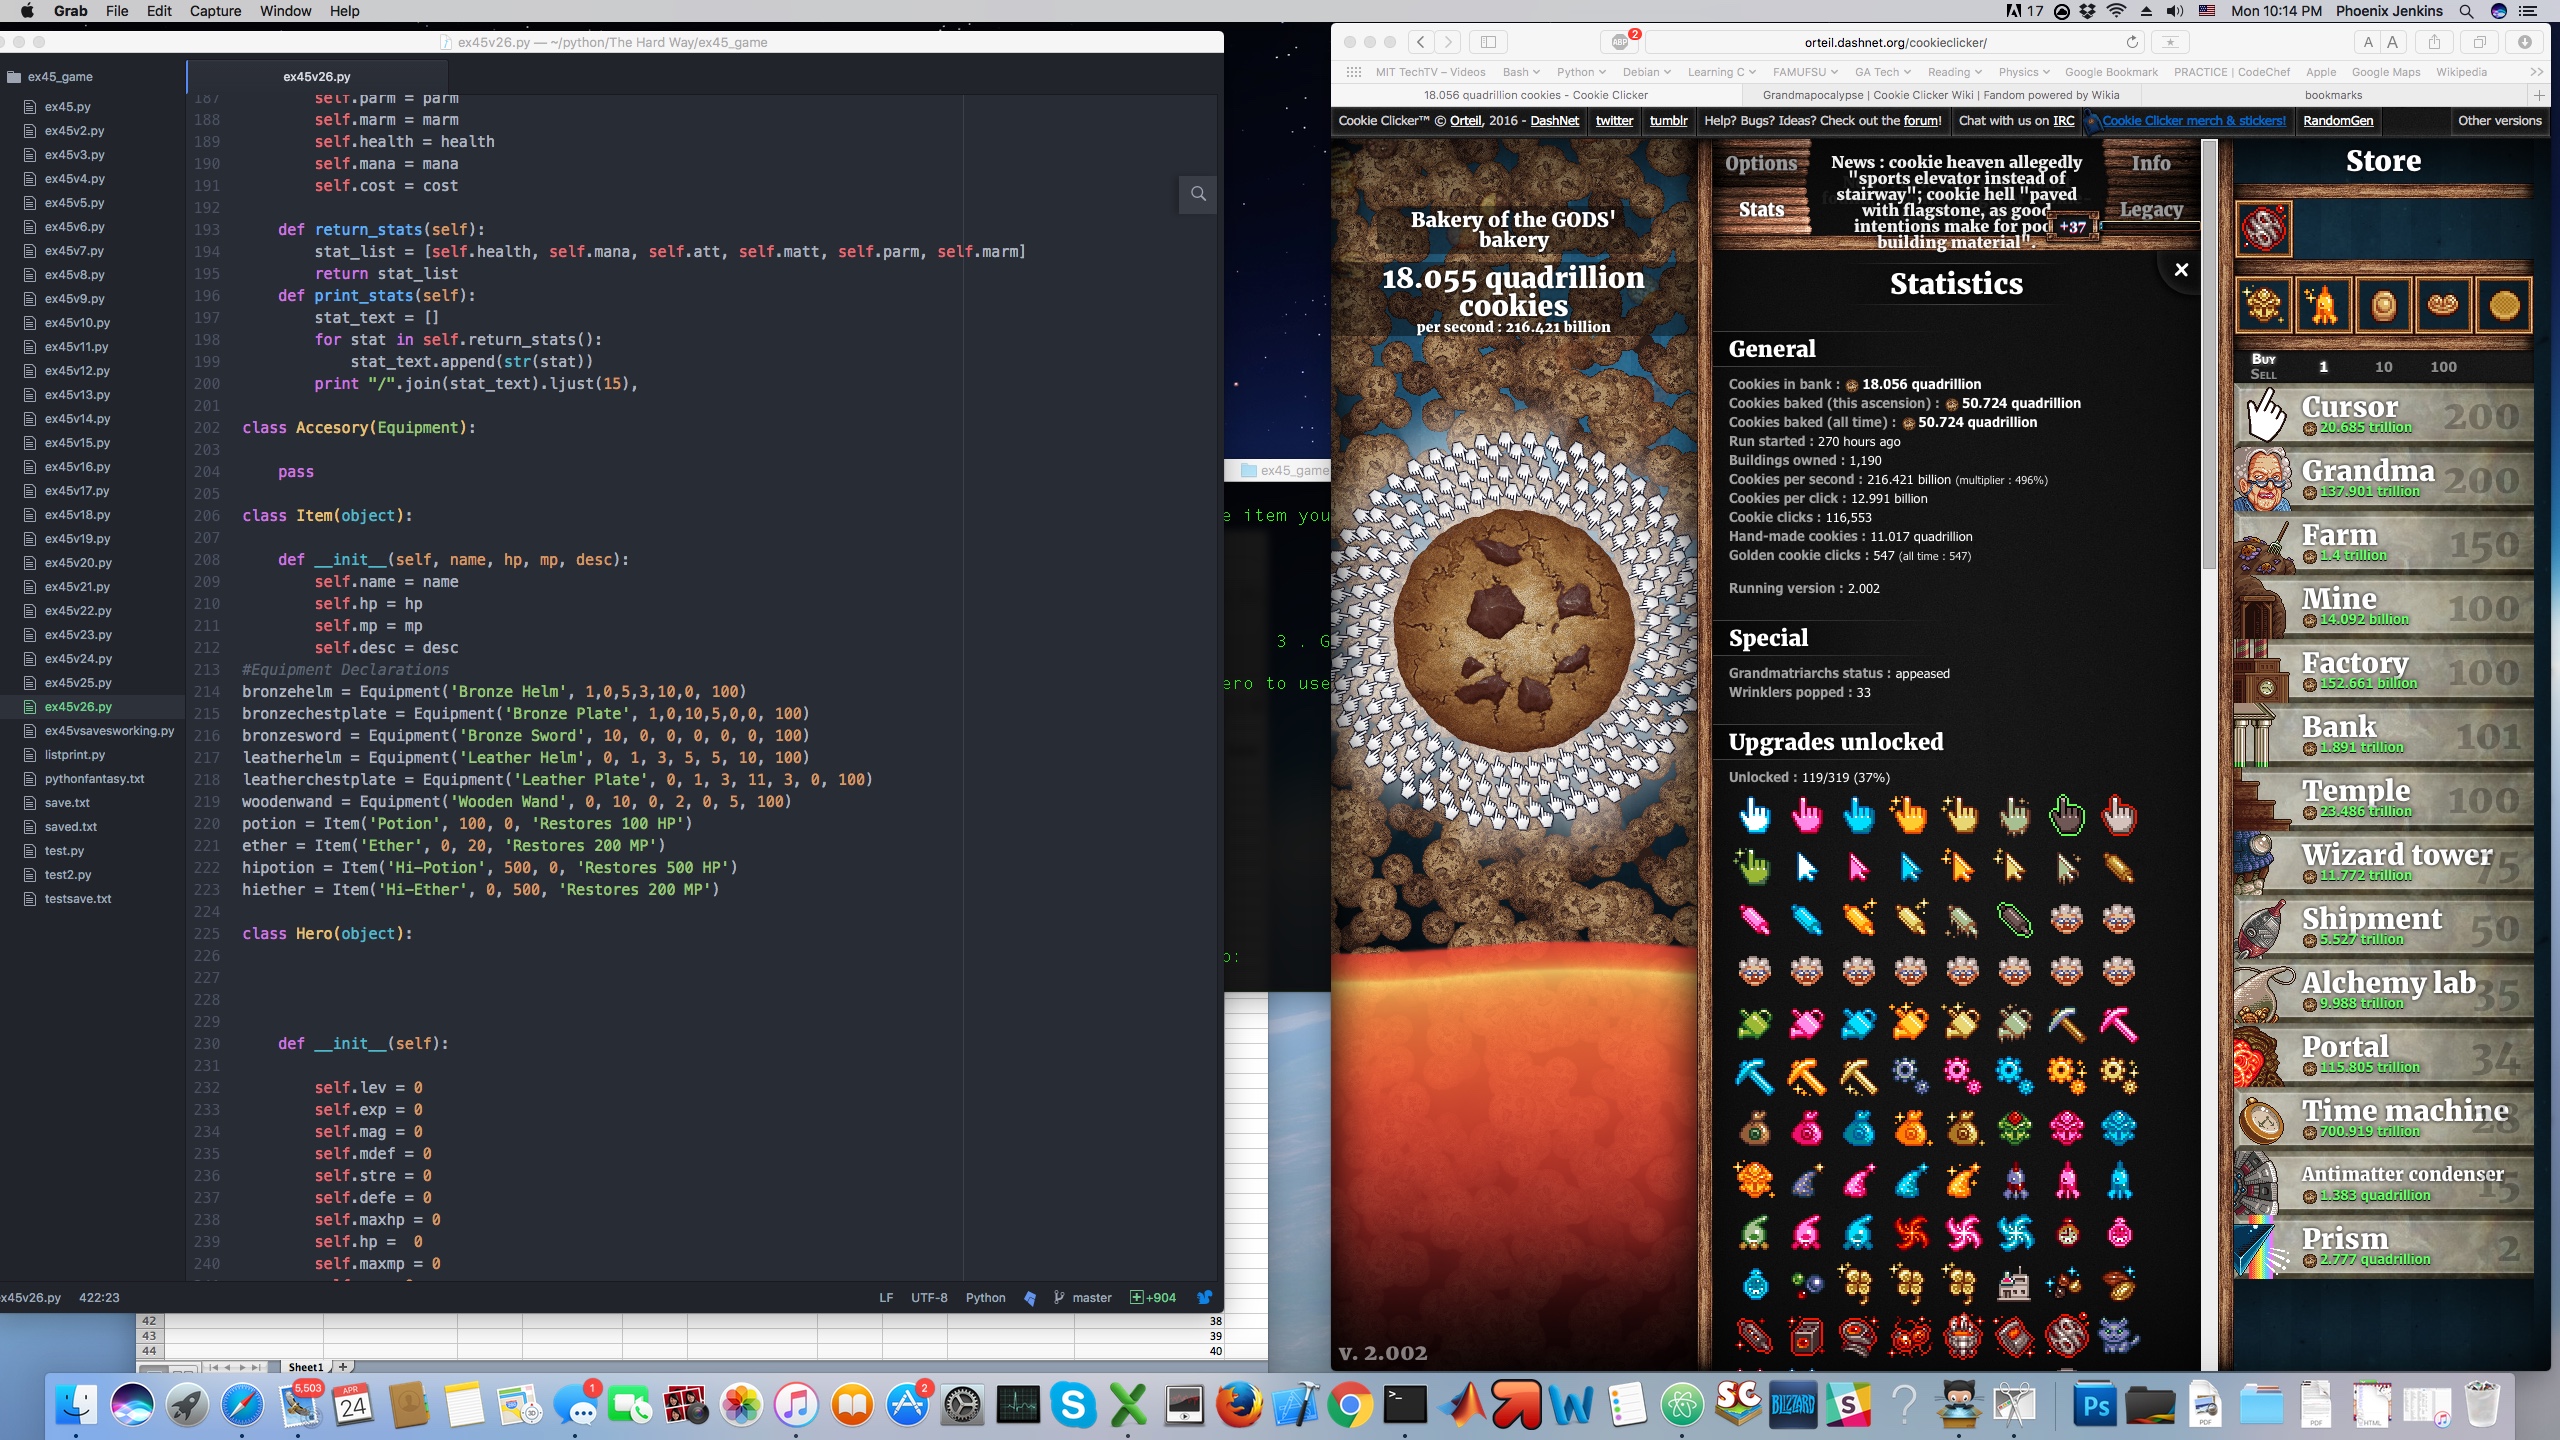 Grab File Edit Capture Window Help
17 Mon 10:14 PM Phoenix Jenkins
ex45v26.py — ~/python/The Hard Way/ex45_game
ex45_game
ex45.py
ex45v2.py
ex45v3.py
ex45v4.py
ex45v5.py
ex45v6.py
ex45v7.py
ex45v8.py
ex45v9.py
ex45v10.py
ex45v11.py
ex45v12.py
ex45v13.py
ex45v14.py
ex45v15.py
ex45v16.py
ex45v17.py
ex45v18.py
ex45v19.py
ex45v20.py
ex45v21.py
ex45v22.py
ex45v23.py
ex45v24.py
ex45v25.py
ex45v26.py
ex45vsavesworking.py
listprint.py
pythonfantasy.txt
save.txt
saved.txt
test.py
test2.py
testsave.txt
ex45v26.py
187 self.parm = parm
188 self.marm = marm
189 self.health = health
190 self.mana = mana
191 self.cost = cost
192
193 def return_stats(self):
194 stat_list = [self.health, self.mana, self.att, self.matt, self.parm, self.marm]
195 return stat_list
196 def print_stats(self):
197 stat_text = []
198 for stat in self.return_stats():
199 stat_text.append(str(stat))
200 print "/".join(stat_text).ljust(15),
201
202 class Accesory(Equipment):
203
204 pass
205
206 class Item(object):
207
208 def __init__(self, name, hp, mp, desc):
209 self.name = name
210 self.hp = hp
211 self.mp = mp
212 self.desc = desc
213 #Equipment Declarations
214 bronzehelm = Equipment('Bronze Helm', 1,0,5,3,10,0, 100)
215 bronzechestplate = Equipment('Bronze Plate', 1,0,10,5,0,0, 100)
216 bronzesword = Equipment('Bronze Sword', 10, 0, 0, 0, 0, 0, 100)
217 leatherhelm = Equipment('Leather Helm', 0, 1, 3, 5, 5, 10, 100)
218 leatherchestplate = Equipment('Leather Plate', 0, 1, 3, 11, 3, 0, 100)
219 woodenwand = Equipment('Wooden Wand', 0, 10, 0, 2, 0, 5, 100)
220 potion = Item('Potion', 100, 0, 'Restores 100 HP')
221 ether = Item('Ether', 0, 20, 'Restores 200 MP')
222 hipotion = Item('Hi-Potion', 500, 0, 'Restores 500 HP')
223 hiether = Item('Hi-Ether', 0, 500, 'Restores 200 MP')
224
225 class Hero(object):
226
227
228
229
230 def __init__(self):
231
232 self.lev = 0
233 self.exp = 0
234 self.mag = 0
235 self.mdef = 0
236 self.stre = 0
237 self.defe = 0
238 self.maxhp = 0
239 self.hp = 0
240 self.maxmp = 0
x45v26.py 422:23
LF UTF-8 Python master +904
42
43
44
38
39
40
Sheet1
ex45_game
e item you
3 . G
ero to use
o:
ABP 2
orteil.dashnet.org/cookieclicker/
A A
MIT TechTV – Videos Bash Python Debian Learning C FAMUFSU GA Tech Reading Physics Google Bookmark PRACTICE | CodeChef Apple Google Maps Wikipedia
18.056 quadrillion cookies - Cookie Clicker
Grandmapocalypse | Cookie Clicker Wiki | Fandom powered by Wikia
bookmarks
Cookie Clicker™ © Orteil, 2016 - DashNet twitter tumblr Help? Bugs? Ideas? Check out the forum! Chat with us on IRC Cookie Clicker merch & stickers! RandomGen Other versions
Bakery of the GODS'
bakery
18.055 quadrillion
cookies
per second : 216.421 billion
v. 2.002
Options
Stats
News : cookie heaven allegedly
"sports elevator instead of
stairway"; cookie hell "paved
with flagstone, as good
intentions make for poo
building material".
Info
Legacy
+37
Statistics
General
Cookies in bank : 18.056 quadrillion
Cookies baked (this ascension) : 50.724 quadrillion
Cookies baked (all time) : 50.724 quadrillion
Run started : 270 hours ago
Buildings owned : 1,190
Cookies per second : 216.421 billion (multiplier : 496%)
Cookies per click : 12.991 billion
Cookie clicks : 116,553
Hand-made cookies : 11.017 quadrillion
Golden cookie clicks : 547 (all time : 547)
Running version : 2.002
Special
Grandmatriarchs status : appeased
Wrinklers popped : 33
Upgrades unlocked
Unlocked : 119/319 (37%)
Store
Buy
Sell
1 10 100
Cursor 200
20.685 trillion
Grandma 200
137.901 trillion
Farm 150
1.4 trillion
Mine 100
14.092 billion
Factory 100
152.661 billion
Bank 101
1.891 trillion
Temple 100
23.486 trillion
Wizard tower 75
11.772 trillion
Shipment 50
5.527 trillion
Alchemy lab 35
9.988 trillion
Portal 34
115.805 trillion
Time machine 28
700.919 trillion
Antimatter condenser 15
1.383 quadrillion
Prism 2
2.777 quadrillion
5,503
APR
24
1
2
SC
BLIZZARD
S
Ps
PDF
PDF
HTML